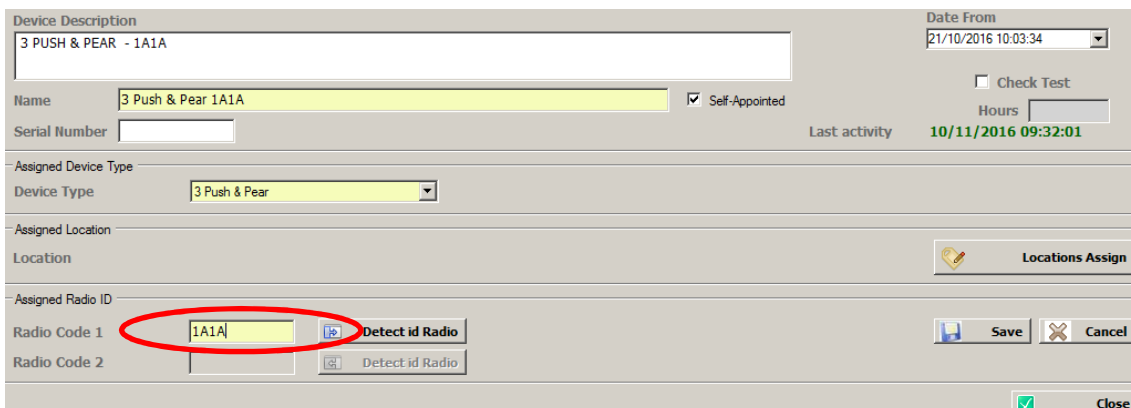 Device Description
Date From
3 PUSH & PEAR - 1A1A
21/10/2016 10:03:34
Check Test
Name
3 Push & Pear 1A1A
Self-Appointed
Hours
Serial Number
Last activity
10/11/2016 09:32:01
Assigned Device Type
Device Type
3 Push & Pear
Assigned Location
Location
Locations Assign
Assigned Radio ID
Radio Code 1
1A1A
Detect id Radio
Save
Cancel
Radio Code 2
Detect id Radio
Close